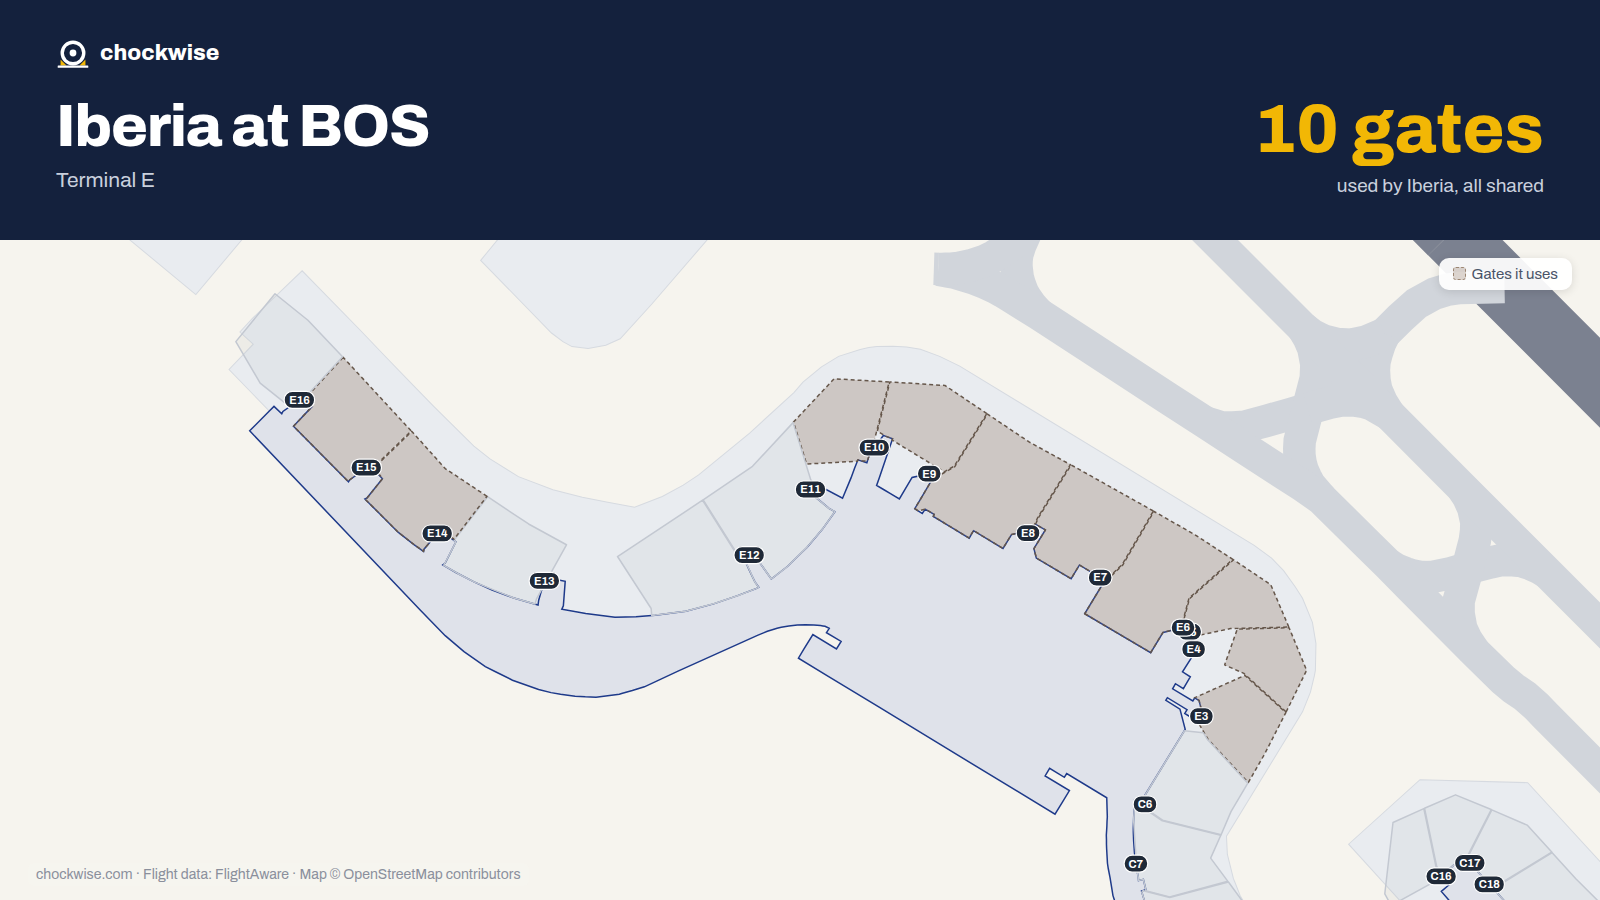 chockwise
Iberia at BOS
Terminal E
10 gates
used by Iberia, all shared
Gates it uses
E16
E15
E14
E13
E12
E11
E10
E9
E8
E7
E6
E4
E3
C6
C7
C17
C16
C18
chockwise.com · Flight data: FlightAware · Map © OpenStreetMap contributors